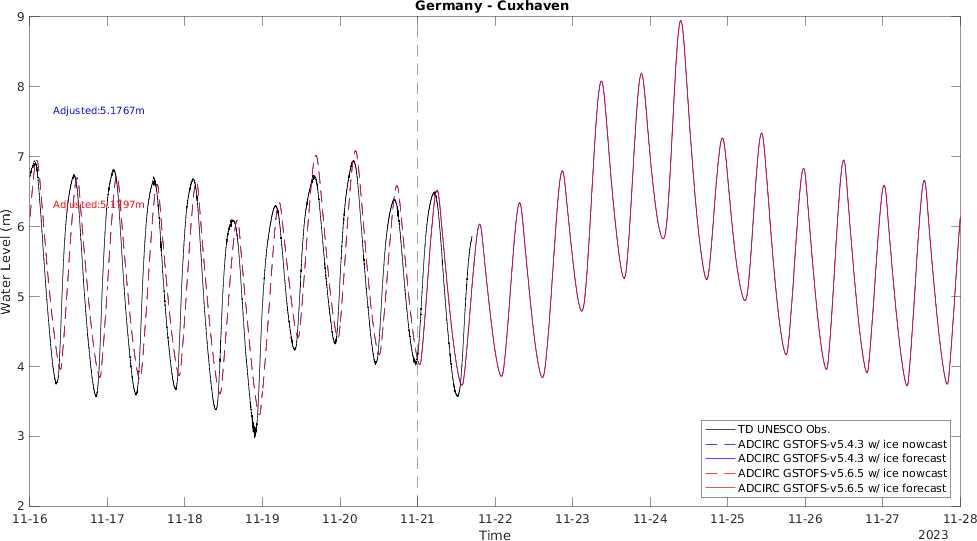 Germany - Cuxhaven
9
8
7
6
5
4
3
2
Water Level (m)
Adjusted:5.1767m
Adjusted:5.1797m
TD UNESCO Obs.
ADCIRC GSTOFS-v5.4.3 w/ ice nowcast
ADCIRC GSTOFS-v5.4.3 w/ ice forecast
ADCIRC GSTOFS-v5.6.5 w/ ice nowcast
ADCIRC GSTOFS-v5.6.5 w/ ice forecast
11-16 11-17 11-18 11-19 11-20 11-21 11-22 11-23 11-24 11-25 11-26 11-27 11-28
Time
2023